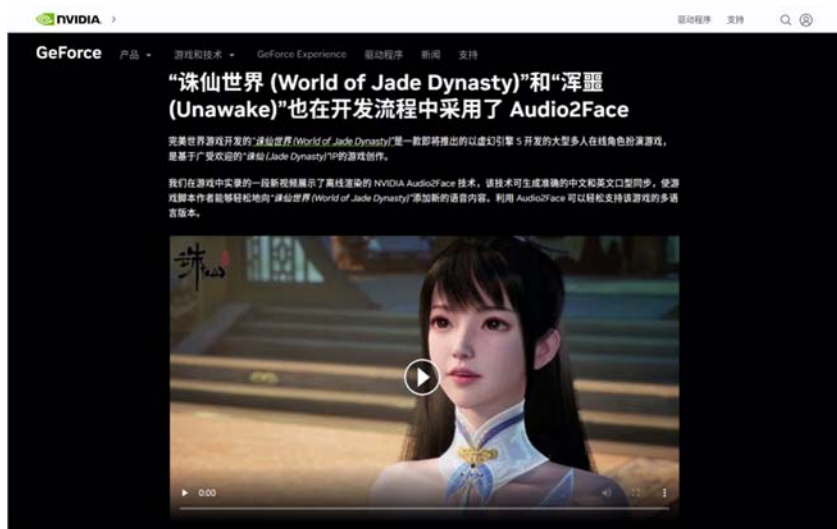 NVIDIA
驱动程序 支持
GeForce 产品 游戏和技术 GeForce Experience 驱动程序 新闻 支持
“诛仙世界 (World of Jade Dynasty)”和“浑噩
(Unawake)”也在开发流程中采用了 Audio2Face
完美世界游戏开发的“诛仙世界 (World of Jade Dynasty)”是一款即将推出的以虚幻引擎 5 开发的大型多人在线角色扮演游戏，
是基于广受欢迎的“诛仙 (Jade Dynasty)”IP的游戏创作。
我们在游戏中实录的一段新视频展示了离线渲染的 NVIDIA Audio2Face 技术，该技术可生成准确的中文和英文口型同步，使游
戏脚本作者能够轻松地向“诛仙世界 (World of Jade Dynasty)”添加新的语音内容。利用 Audio2Face 可以轻松支持该游戏的多语
言版本。
诛仙
0:00